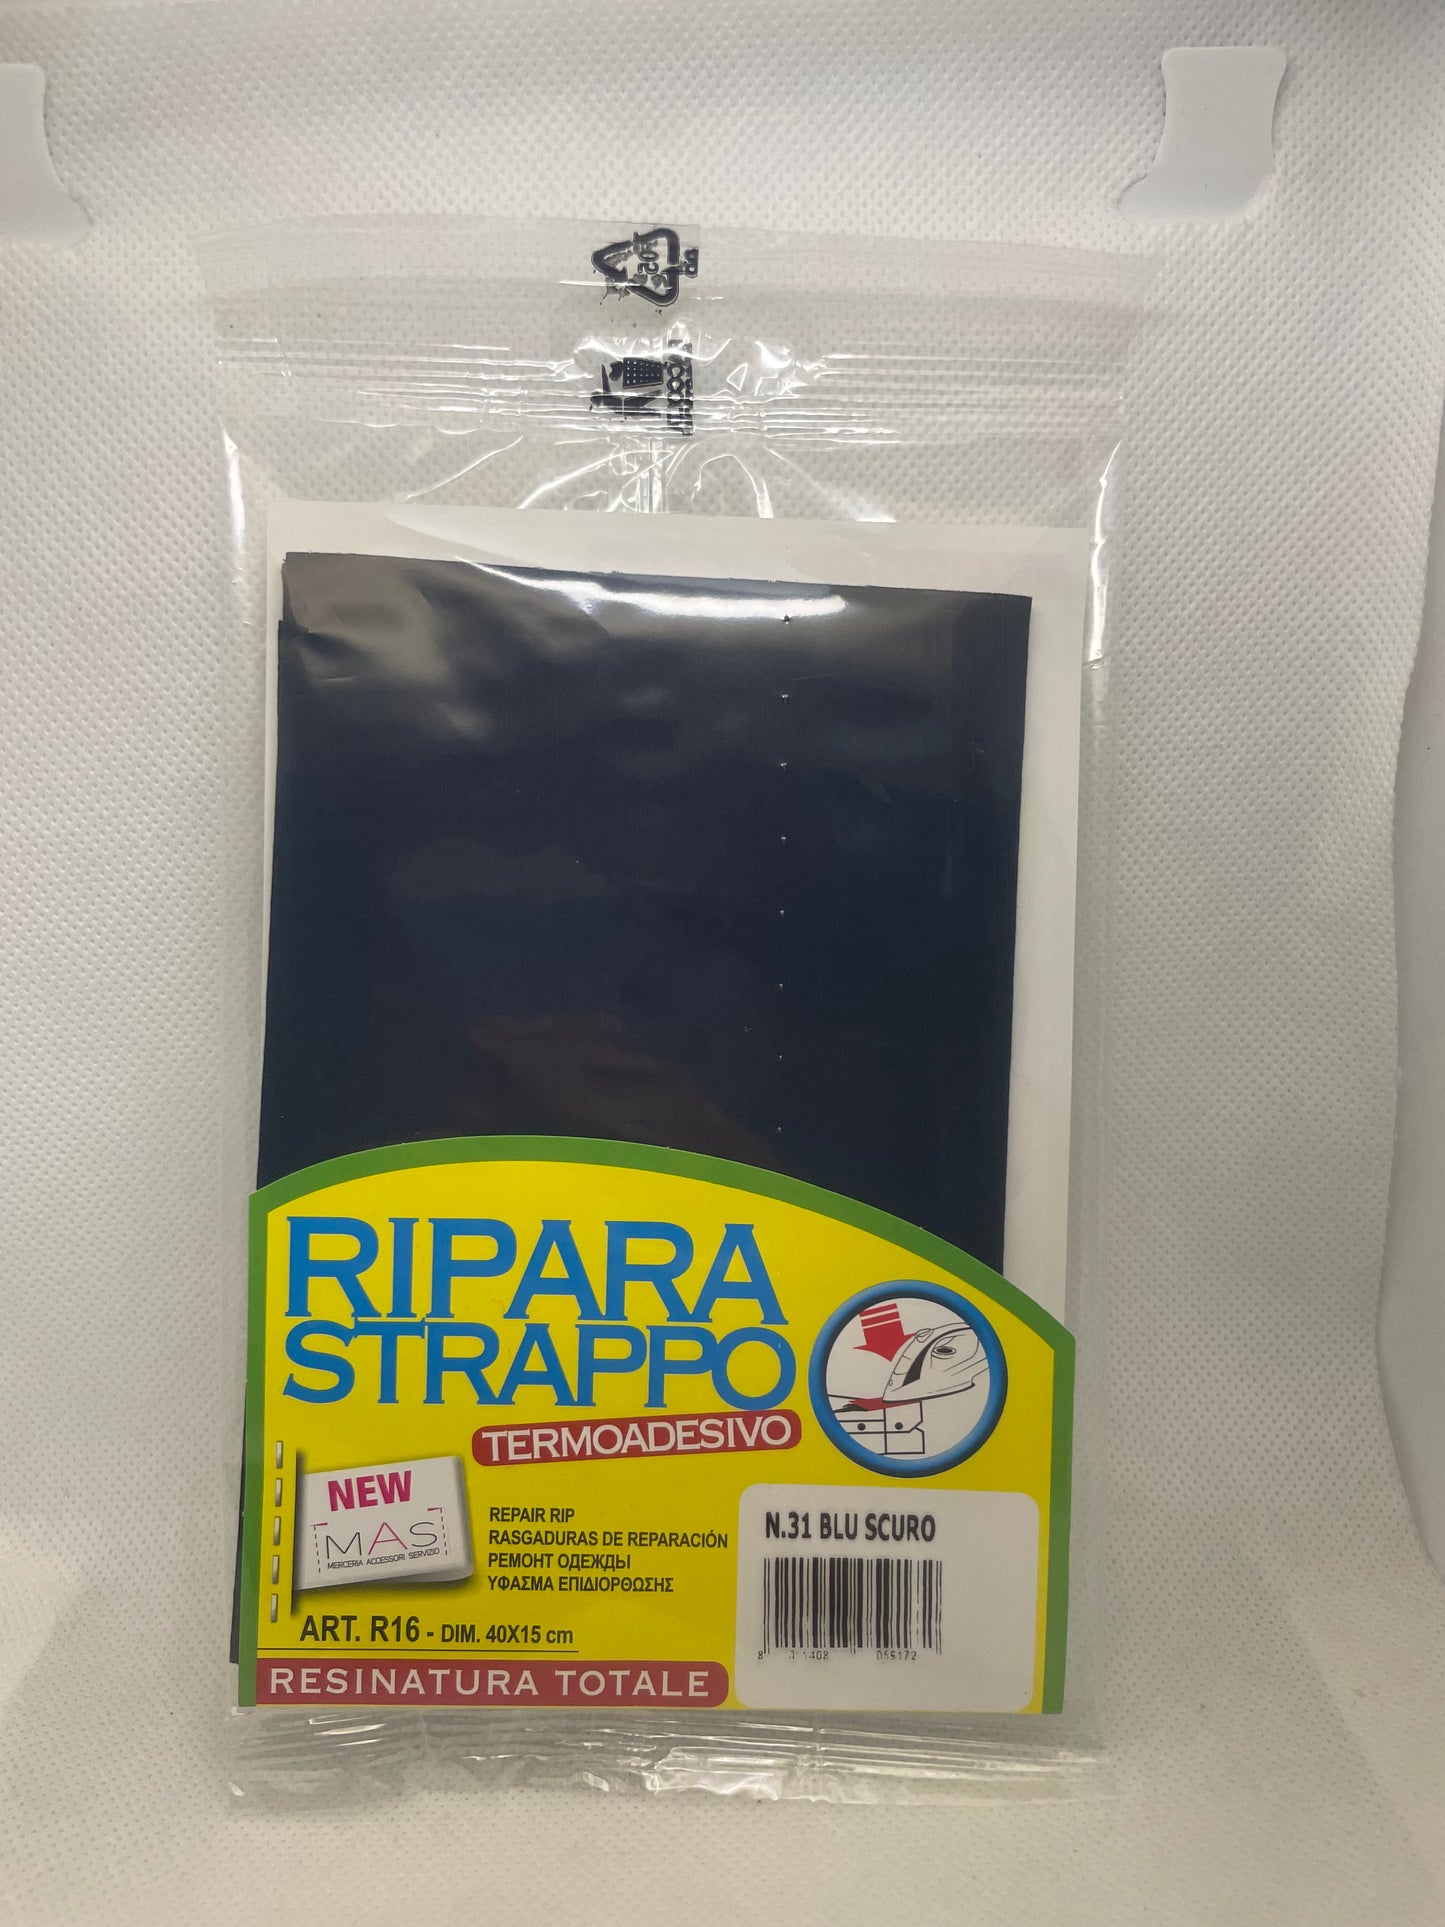 RIPARA
STRAPPO
TERMOADESIVO
NEW
MAS
MERCERIA ACCESSORI SERVIZIO
REPAIR RIP
RASGADURAS DE REPARACIÓN
РЕМОНТ ОДЕЖДЫ
ΥΦΑΣΜΑ ΕΠΙΔΙΟΡΘΩΣΗΣ
ART. R16 - DIM. 40X15 cm
RESINATURA TOTALE
N.31 BLU SCURO
055172